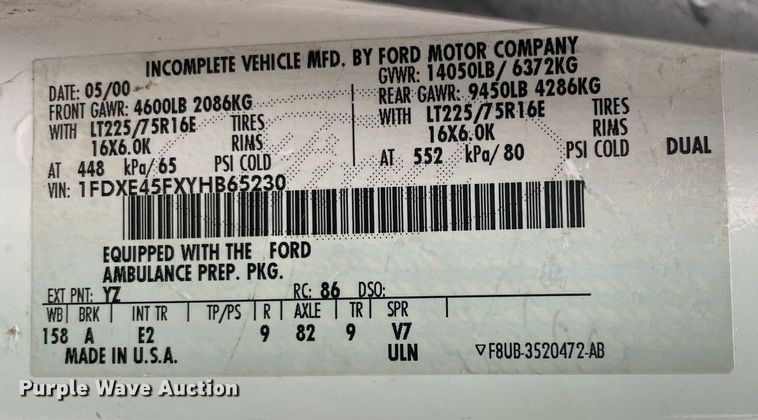 INCOMPLETE VEHICLE MFD. BY FORD MOTOR COMPANY
DATE: 05/00 GVWR: 14050LB/ 6372KG
FRONT GAWR: 4600LB 2086KG REAR GAWR: 9450LB 4286KG
WITH LT225/75R16E TIRES WITH LT225/75R16E TIRES
16X6.0K RIMS 16X6.0K RIMS DUAL
AT 448 kPa/65 PSI COLD AT 552 kPa/80 PSI COLD
VIN: 1FDXE45FXYHB65230
EQUIPPED WITH THE FORD
AMBULANCE PREP. PKG.
EXT PNT: YZ RC: 86 DSO:
WB BRK INT TR TP/PS R AXLE TR SPR
158 A E2 9 82 9 V7
MADE IN U.S.A. ULN ▽F8UB-3520472-AB
Purple Wave Auction